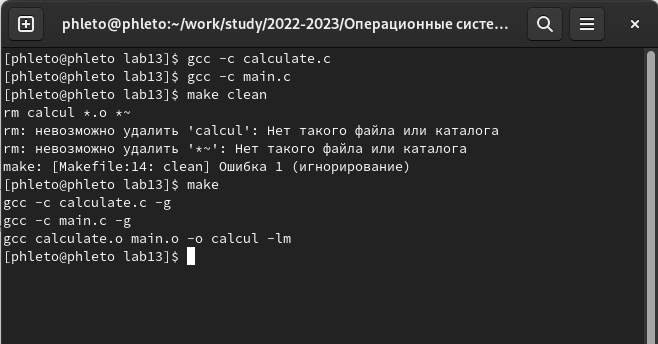 phleto@phleto:~/work/study/2022-2023/Операционные систе...
[phleto@phleto lab13]$ gcc -c calculate.c
[phleto@phleto lab13]$ gcc -c main.c
[phleto@phleto lab13]$ make clean
rm calcul *.o *~
rm: невозможно удалить 'calcul': Нет такого файла или каталога
rm: невозможно удалить '*~': Нет такого файла или каталога
make: [Makefile:14: clean] Ошибка 1 (игнорирование)
[phleto@phleto lab13]$ make
gcc -c calculate.c -g
gcc -c main.c -g
gcc calculate.o main.o -o calcul -lm
[phleto@phleto lab13]$